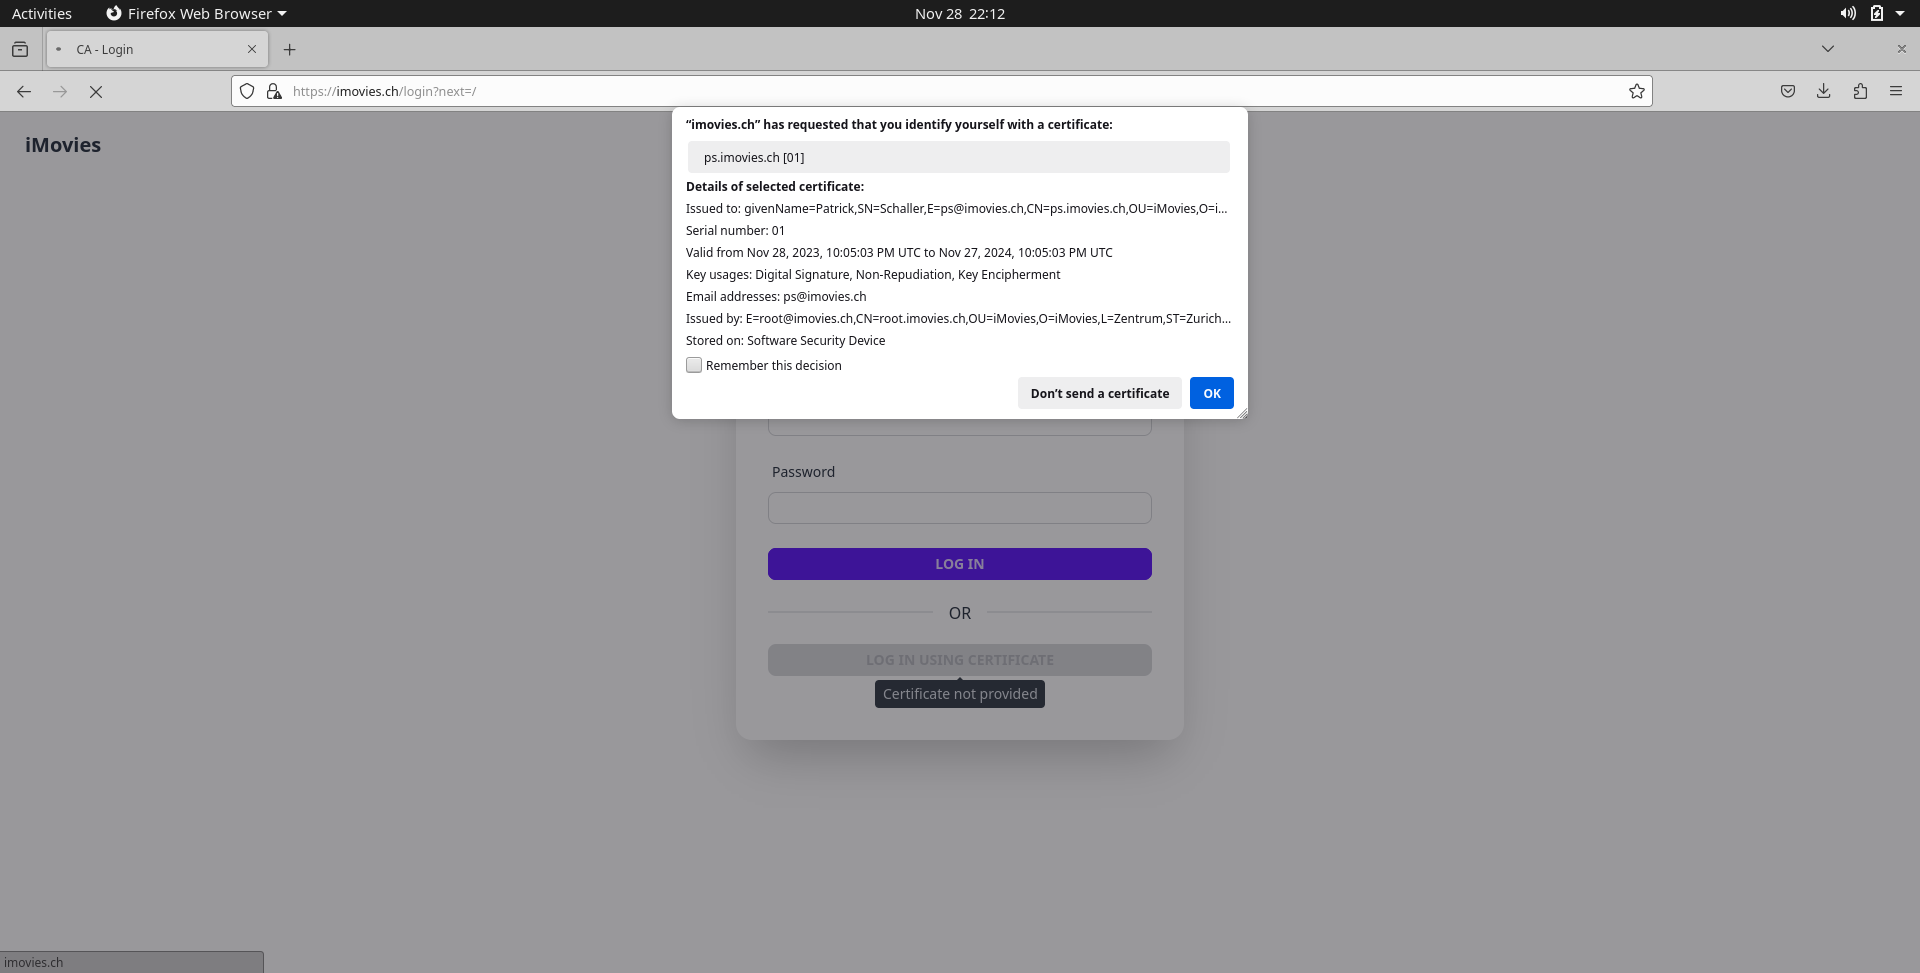 Activities
Firefox Web Browser
Nov 28 22:12
CA - Login
https://imovies.ch/login?next=/
iMovies
“imovies.ch” has requested that you identify yourself with a certificate:
ps.imovies.ch [01]
Details of selected certificate:
Issued to: givenName=Patrick,SN=Schaller,E=ps@imovies.ch,CN=ps.imovies.ch,OU=iMovies,O=i…
Serial number: 01
Valid from Nov 28, 2023, 10:05:03 PM UTC to Nov 27, 2024, 10:05:03 PM UTC
Key usages: Digital Signature, Non-Repudiation, Key Encipherment
Email addresses: ps@imovies.ch
Issued by: E=root@imovies.ch,CN=root.imovies.ch,OU=iMovies,O=iMovies,L=Zentrum,ST=Zurich…
Stored on: Software Security Device
Remember this decision
Don’t send a certificate
OK
Password
LOG IN
OR
LOG IN USING CERTIFICATE
Certificate not provided
imovies.ch